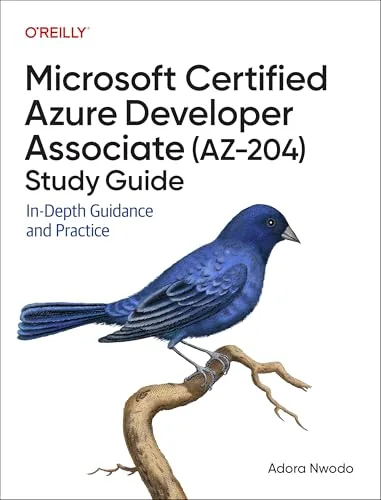 O'REILLY®
Microsoft Certified
Azure Developer
Associate (AZ-204)
Study Guide
In-Depth Guidance
and Practice
Adora Nwodo